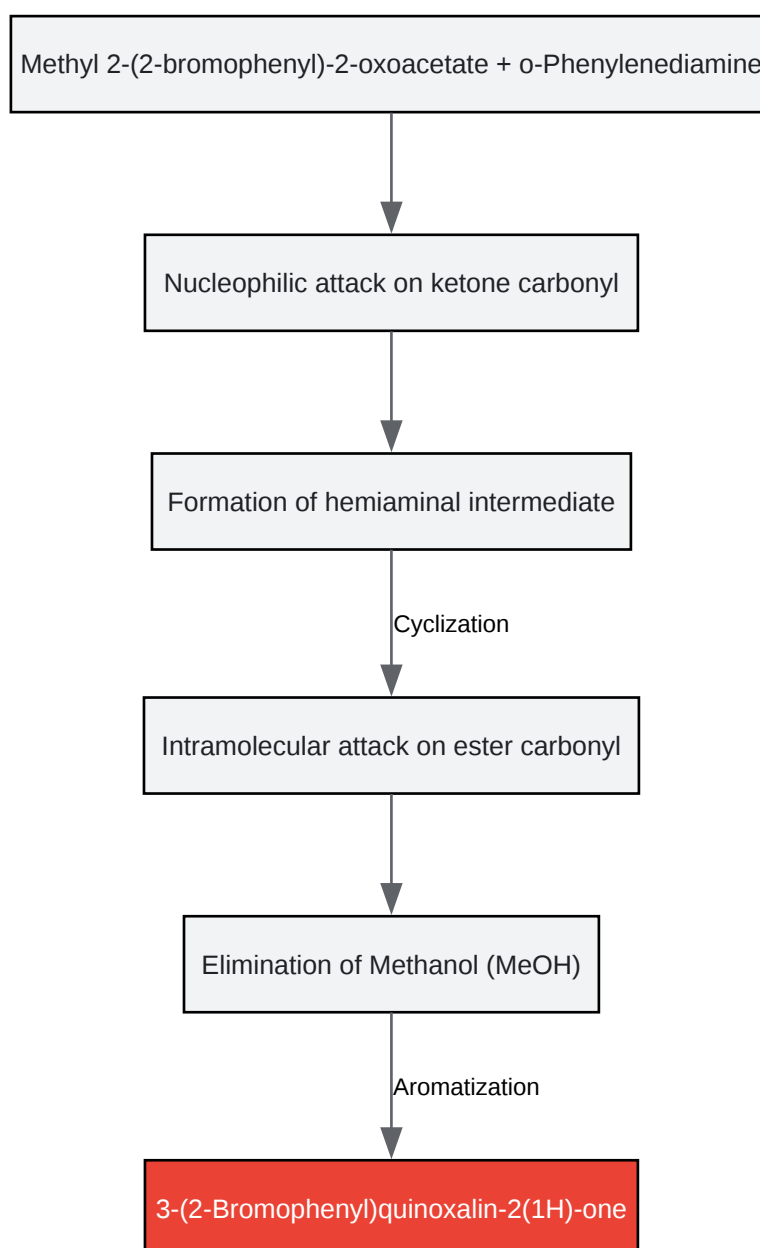 Methyl 2-(2-bromophenyl)-2-oxoacetate + o-Phenylenediamine
Nucleophilic attack on ketone carbonyl
Formation of hemiaminal intermediate
Cyclization
Intramolecular attack on ester carbonyl
Elimination of Methanol (MeOH)
Aromatization
3-(2-Bromophenyl)quinoxalin-2(1H)-one